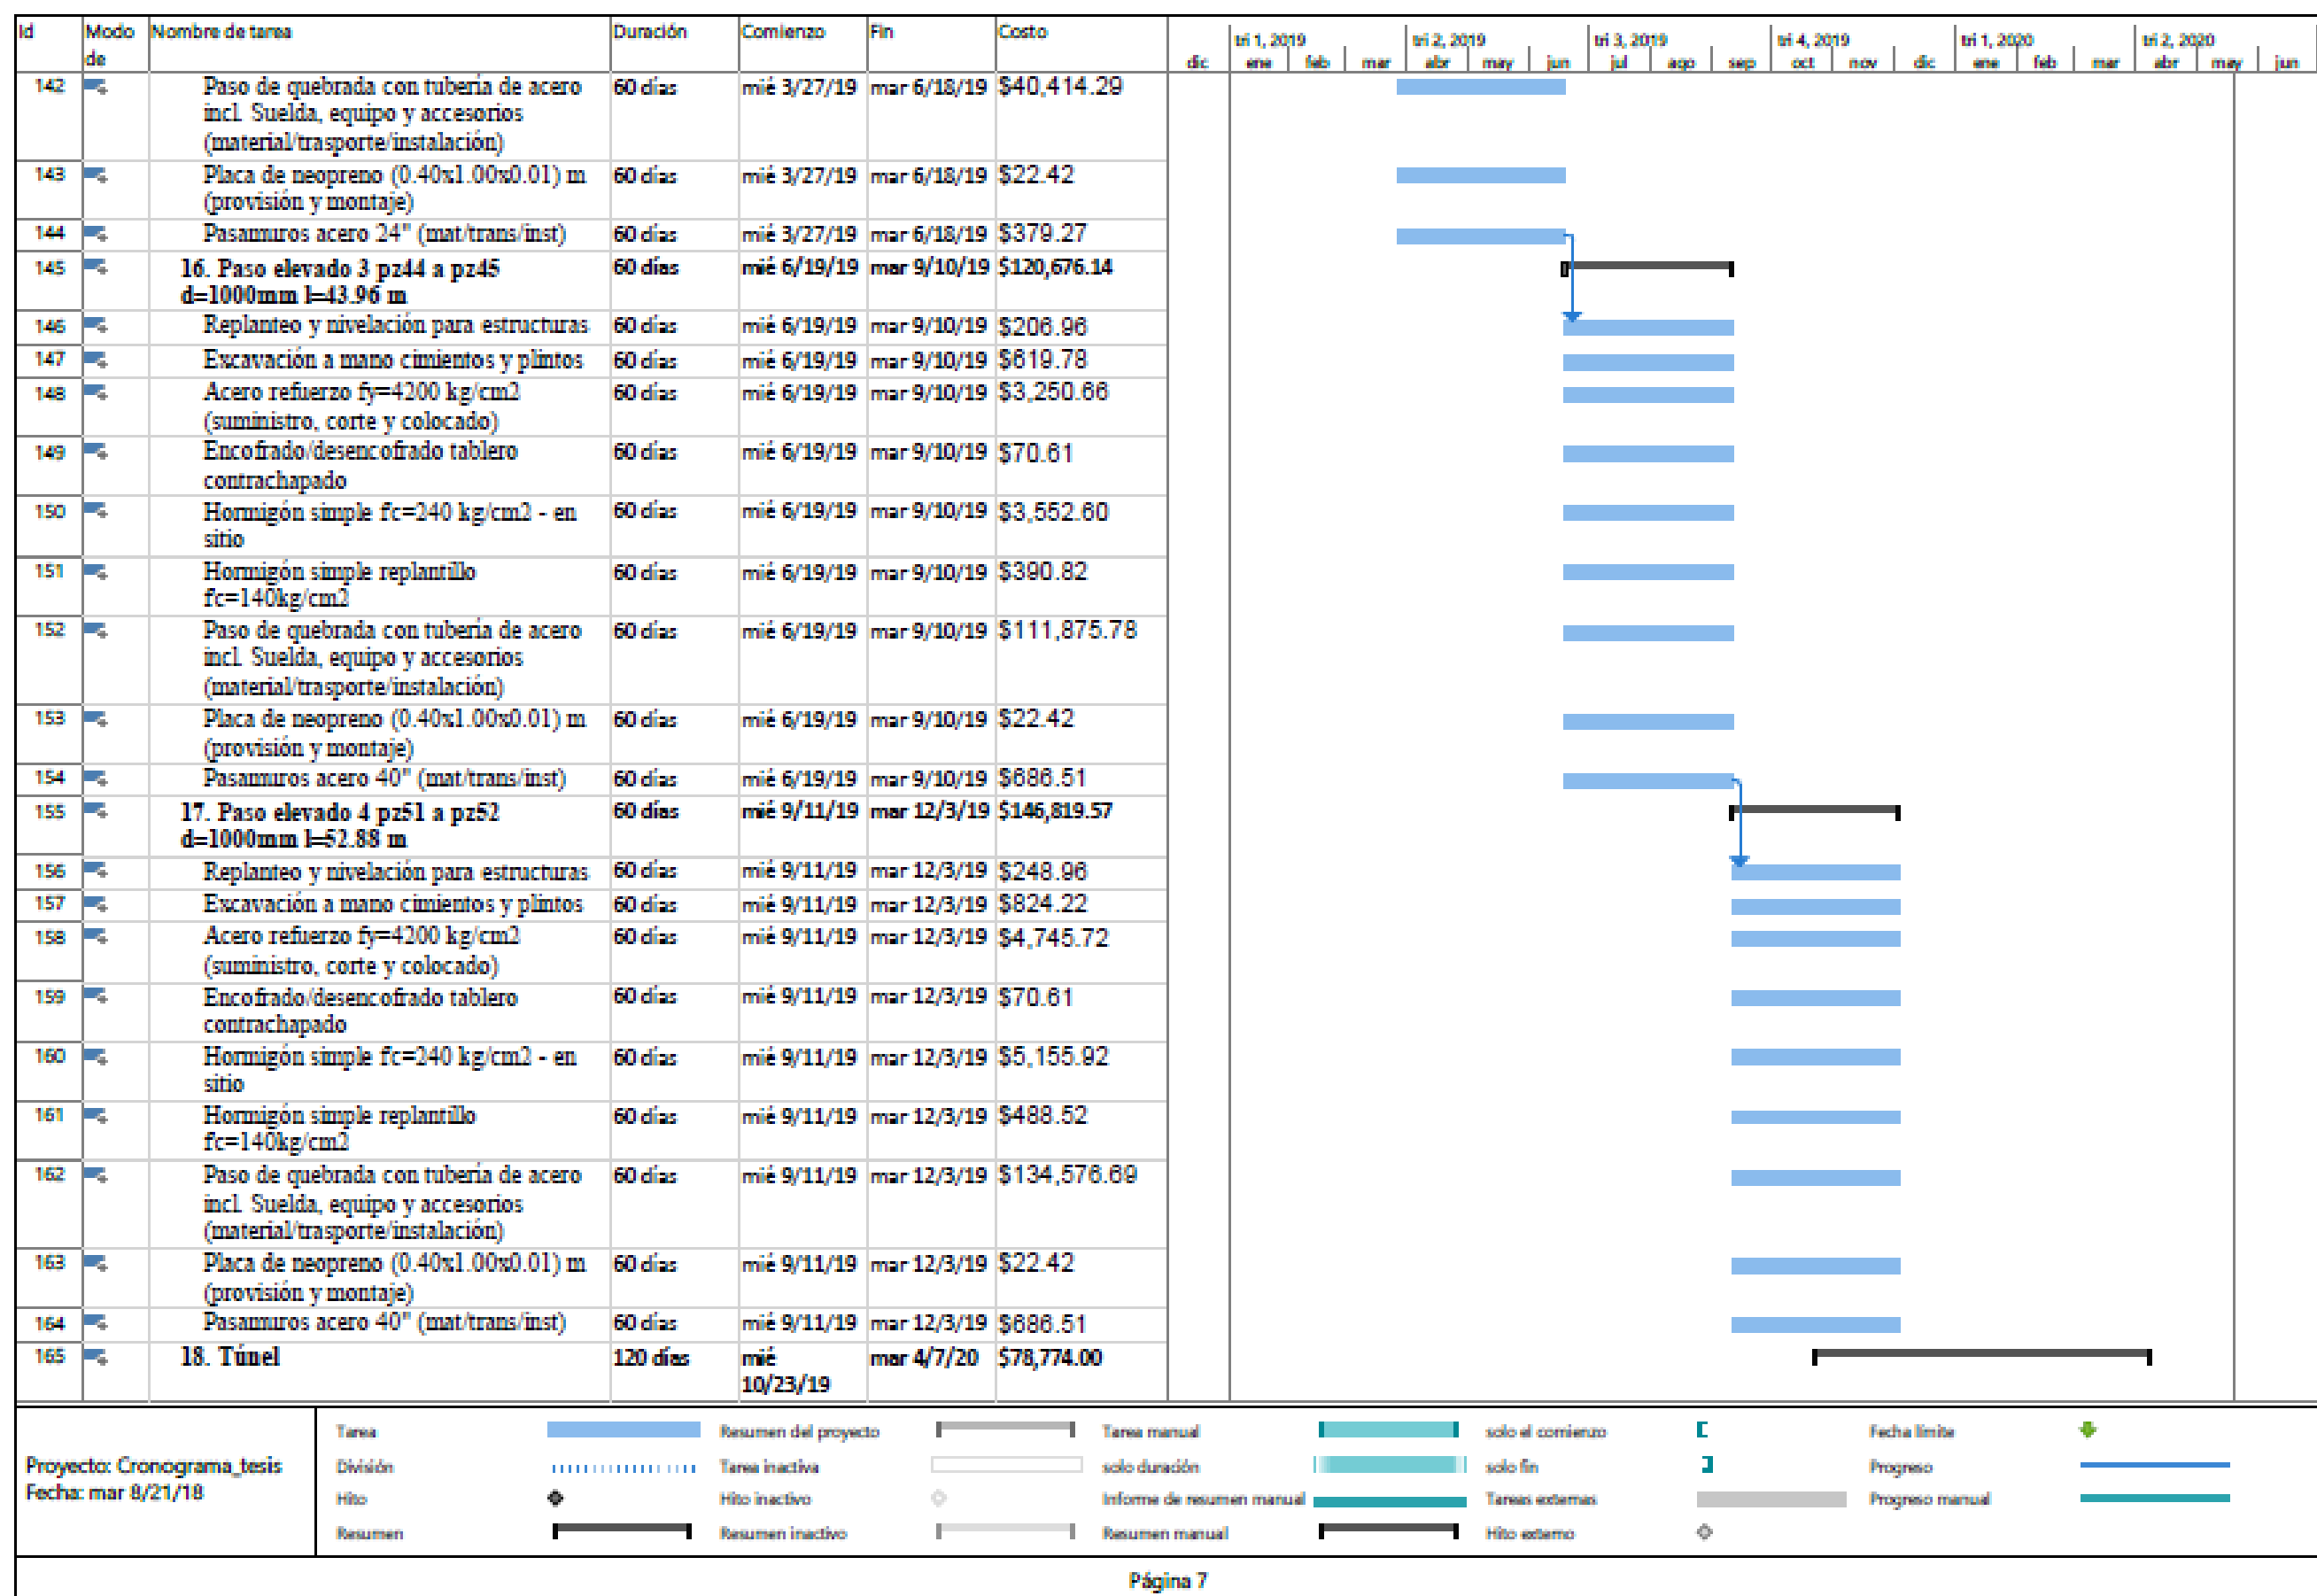 Id Modo de Nombre de tarea Duración Comienzo Fin Costo
tri 1, 2019 tri 2, 2019 tri 3, 2019 tri 4, 2019 tri 1, 2020 tri 2, 2020
dic ene feb mar abr may jun jul ago sep oct nov dic ene feb mar abr may jun
142 Paso de quebrada con tubería de acero 60 días mié 3/27/19 mar 6/18/19 $40,414.29
incl. Suelda, equipo y accesorios
(material/trasporte/instalación)
143 Placa de neopreno (0.40x1.00x0.01) m 60 días mié 3/27/19 mar 6/18/19 $22.42
(provisión y montaje)
144 Pasamuros acero 24" (mat/trans/inst) 60 días mié 3/27/19 mar 6/18/19 $379.27
145 16. Paso elevado 3 pz44 a pz45 60 días mié 6/19/19 mar 9/10/19 $120,676.14
d=1000mm l=43.96 m
146 Replanteo y nivelación para estructuras 60 días mié 6/19/19 mar 9/10/19 $206.96
147 Excavación a mano cimientos y plintos 60 días mié 6/19/19 mar 9/10/19 $619.78
148 Acero refuerzo fy=4200 kg/cm2 60 días mié 6/19/19 mar 9/10/19 $3,250.66
(suministro, corte y colocado)
149 Encofrado/desencofrado tablero 60 días mié 6/19/19 mar 9/10/19 $70.61
contrachapado
150 Hormigón simple f'c=240 kg/cm2 - en 60 días mié 6/19/19 mar 9/10/19 $3,552.60
sitio
151 Hormigón simple replantillo 60 días mié 6/19/19 mar 9/10/19 $390.82
f'c=140kg/cm2
152 Paso de quebrada con tubería de acero 60 días mié 6/19/19 mar 9/10/19 $111,875.78
incl. Suelda, equipo y accesorios
(material/trasporte/instalación)
153 Placa de neopreno (0.40x1.00x0.01) m 60 días mié 6/19/19 mar 9/10/19 $22.42
(provisión y montaje)
154 Pasamuros acero 40" (mat/trans/inst) 60 días mié 6/19/19 mar 9/10/19 $686.51
155 17. Paso elevado 4 pz51 a pz52 60 días mié 9/11/19 mar 12/3/19 $146,819.57
d=1000mm l=52.88 m
156 Replanteo y nivelación para estructuras 60 días mié 9/11/19 mar 12/3/19 $248.96
157 Excavación a mano cimientos y plintos 60 días mié 9/11/19 mar 12/3/19 $824.22
158 Acero refuerzo fy=4200 kg/cm2 60 días mié 9/11/19 mar 12/3/19 $4,745.72
(suministro, corte y colocado)
159 Encofrado/desencofrado tablero 60 días mié 9/11/19 mar 12/3/19 $70.61
contrachapado
160 Hormigón simple f'c=240 kg/cm2 - en 60 días mié 9/11/19 mar 12/3/19 $5,155.92
sitio
161 Hormigón simple replantillo 60 días mié 9/11/19 mar 12/3/19 $488.52
f'c=140kg/cm2
162 Paso de quebrada con tubería de acero 60 días mié 9/11/19 mar 12/3/19 $134,576.69
incl. Suelda, equipo y accesorios
(material/trasporte/instalación)
163 Placa de neopreno (0.40x1.00x0.01) m 60 días mié 9/11/19 mar 12/3/19 $22.42
(provisión y montaje)
164 Pasamuros acero 40" (mat/trans/inst) 60 días mié 9/11/19 mar 12/3/19 $686.51
165 18. Túnel 120 días mié 10/23/19 mar 4/7/20 $78,774.00
Proyecto: Cronograma_tesis
Fecha: mar 8/21/18
Tarea Resumen del proyecto Tarea manual solo el comienzo Fecha límite
División Tarea inactiva solo duración solo fin Progreso
Hito Hito inactivo Informe de resumen manual Tareas externas Progreso manual
Resumen Resumen inactivo Resumen manual Hito externo
Página 7